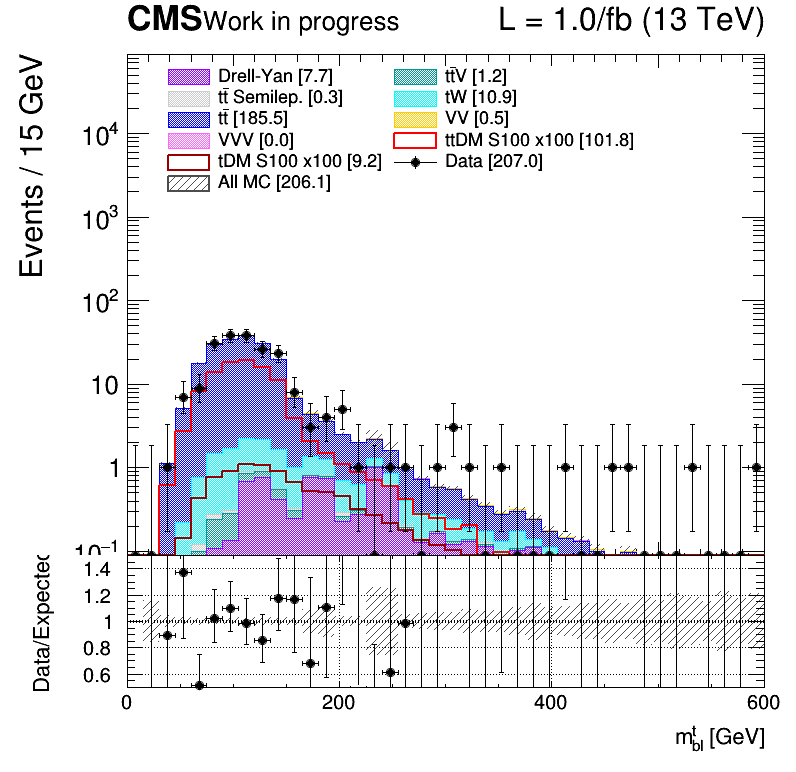 CMS Work in progress L = 1.0/fb (13 TeV)
Events / 15 GeV
Drell-Yan [7.7] tt̄V [1.2]
tt̄ Semilep. [0.3] tW [10.9]
tt̄ [185.5] VV [0.5]
VVV [0.0] ttDM S100 x100 [101.8]
tDM S100 x100 [9.2] Data [207.0]
All MC [206.1]
10⁴
10³
10²
10
1
10⁻¹
Data/Expected
1.4
1.2
1
0.8
0.6
0 200 400 600
mᵗbl [GeV]